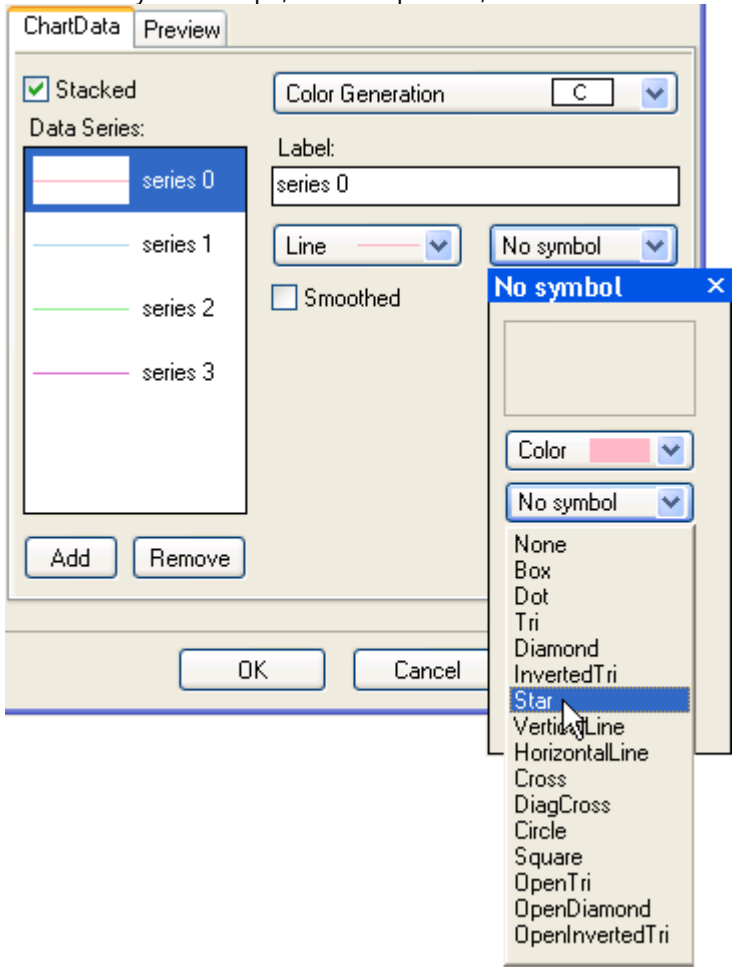 ChartData Preview
Stacked
Color Generation C
Data Series:
Label:
series 0
series 0
series 1
Line
No symbol
Smoothed
series 2
series 3
Add Remove
OK Cancel
No symbol ×
Color
No symbol
None
Box
Dot
Tri
Diamond
InvertedTri
Star
VerticalLine
HorizontalLine
Cross
DiagCross
Circle
Square
OpenTri
OpenDiamond
OpenInvertedTri